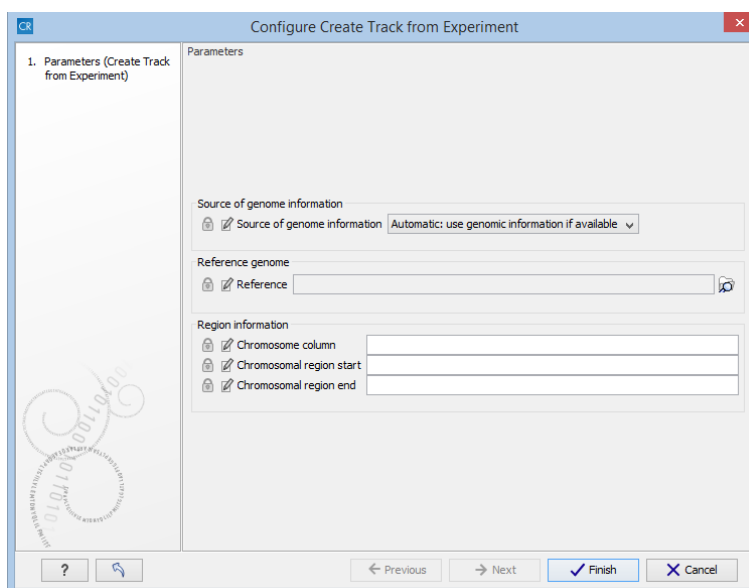 CR
Configure Create Track from Experiment
1. Parameters (Create Track
from Experiment)
Parameters
Source of genome information
Source of genome information Automatic: use genomic information if available
Reference genome
Reference
Region information
Chromosome column
Chromosomal region start
Chromosomal region end
? Previous Next Finish Cancel